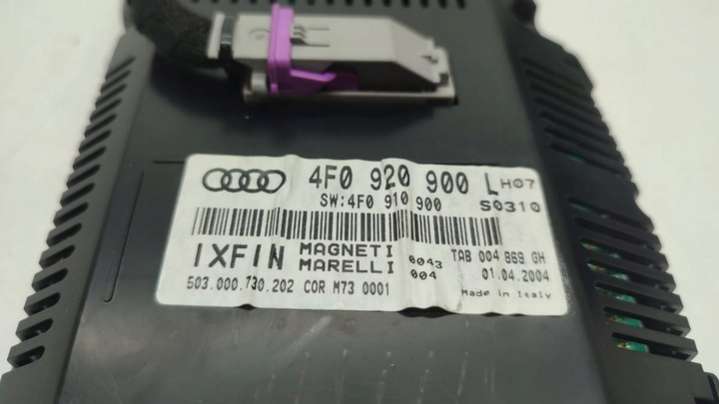 4F0 920 900 L H07
SW:4F0 910 900 S0310
IXFIN MAGNETI MARELLI 0043 004 TAB 004 869 GH
01.04.2004
503.000.730.202 COR M73 0001 Made in Italy